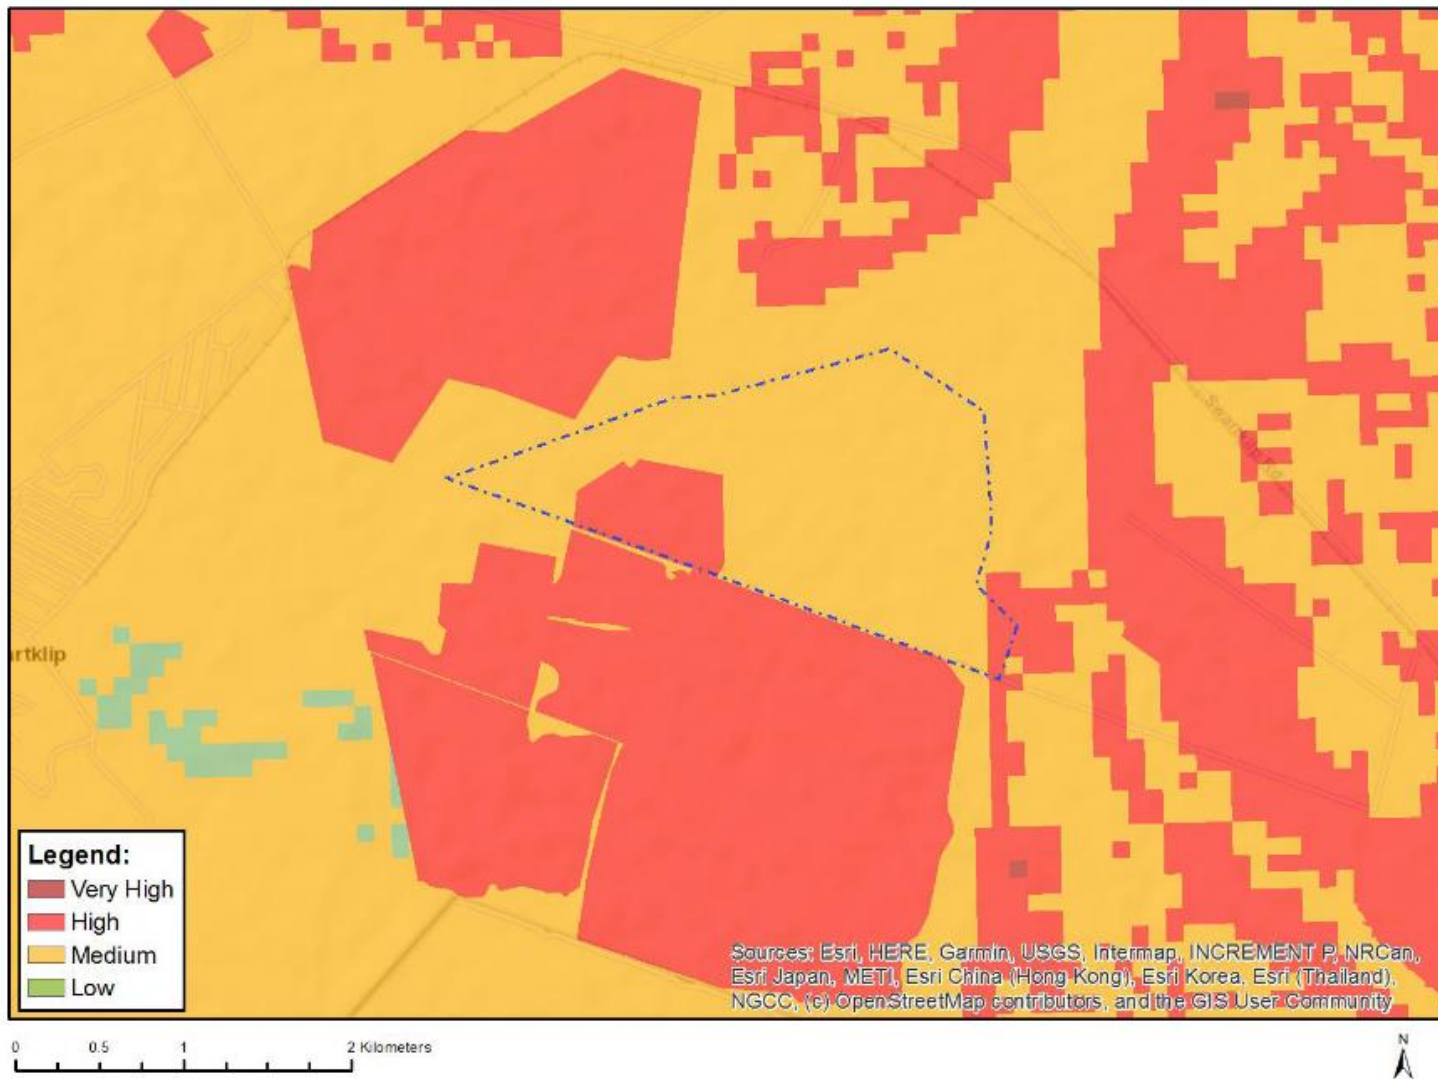 Swartklip Rd
rtklip
Legend:
Very High
High
Medium
Low
Sources: Esri, HERE, Garmin, USGS, Intermap, INCREMENT P, NRCan,
Esri Japan, METI, Esri China (Hong Kong), Esri Korea, Esri (Thailand),
NGCC, (c) OpenStreetMap contributors, and the GIS User Community
0 0.5 1 2 Kilometers
N